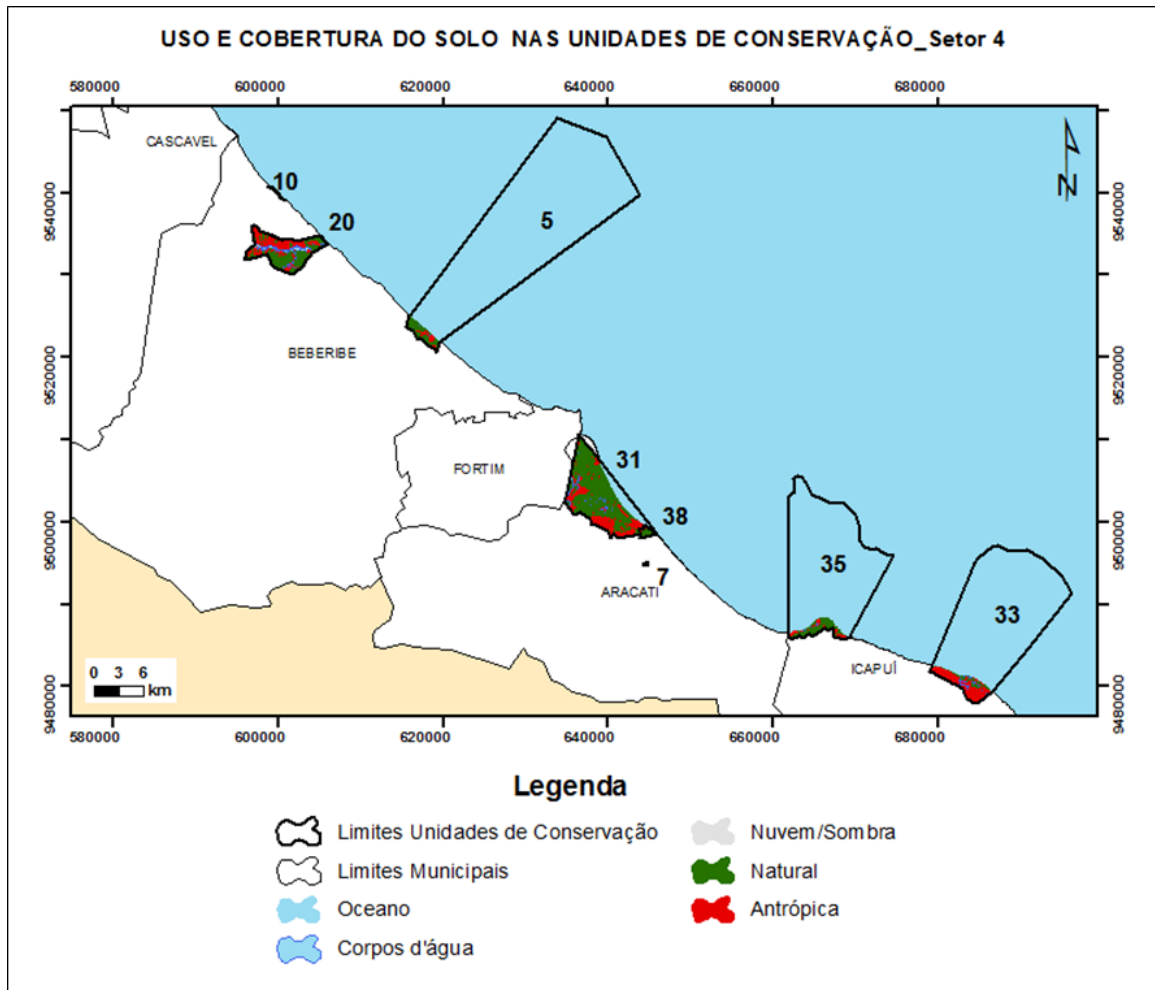 USO E COBERTURA DO SOLO NAS UNIDADES DE CONSERVAÇÃO_Setor 4
580000 600000 620000 640000 660000 680000
CASCAVEL
N
10
9540000 9540000
20
5
BEBERIBE
9520000 9520000
31
FORTIM
38
9500000 9500000
35
7
ARACATI
33
ICAPUÍ
0 3 6
km
9480000 9480000
580000 600000 620000 640000 660000 680000
Legenda
Limites Unidades de Conservação
Limites Municipais
Oceano
Corpos d'água
Nuvem/Sombra
Natural
Antrópica